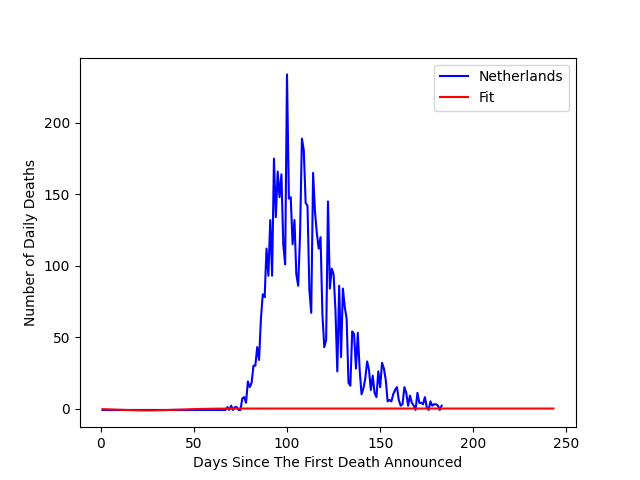 Netherlands
Fit
Number of Daily Deaths
200
150
100
50
0
0 50 100 150 200 250
Days Since The First Death Announced